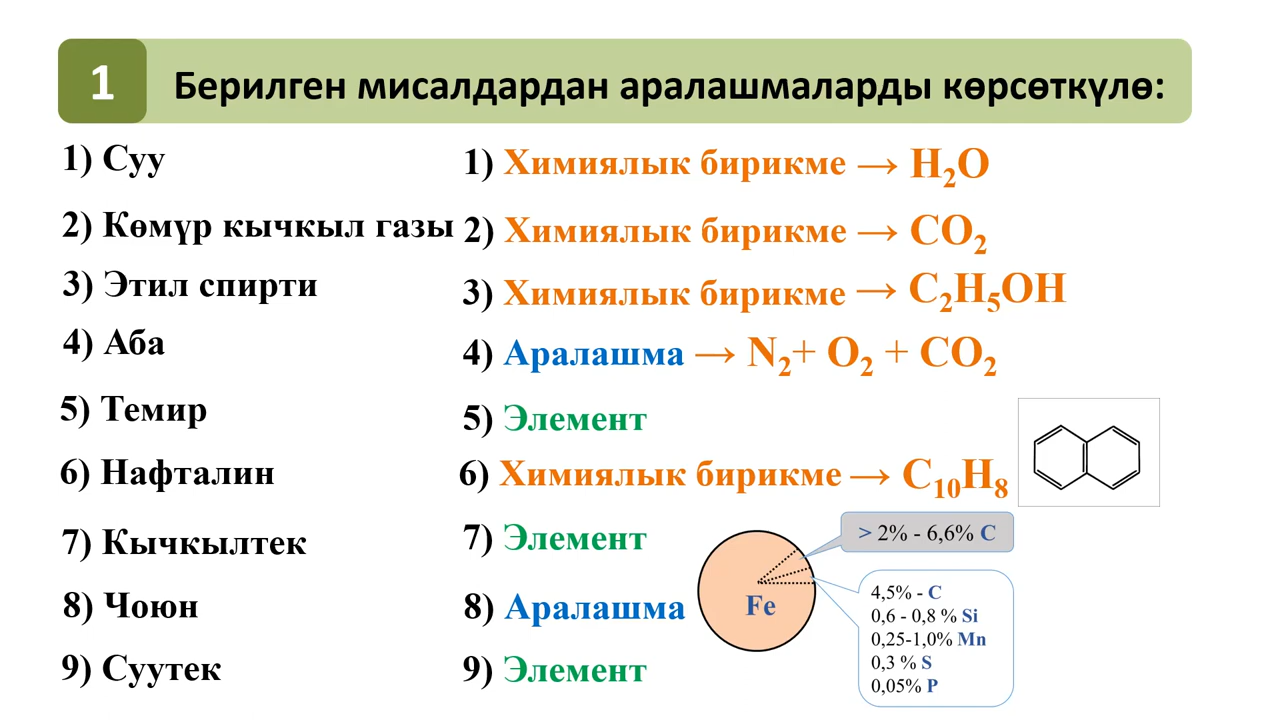 1
Берилген мисалдардан аралашмаларды көрсөткүлө:
1) Суу
1) Химиялык бирикме → H₂O
2) Көмүр кычкыл газы
2) Химиялык бирикме → CO₂
3) Этил спирти
3) Химиялык бирикме → C₂H₅OH
4) Аба
4) Аралашма → N₂+ O₂ + CO₂
5) Темир
5) Элемент
6) Нафталин
6) Химиялык бирикме → C₁₀H₈
7) Кычкылтек
7) Элемент
8) Чоюн
8) Аралашма
9) Суутек
9) Элемент
Fe
> 2% - 6,6% C
4,5% - C
0,6 - 0,8 % Si
0,25-1,0% Mn
0,3 % S
0,05% P